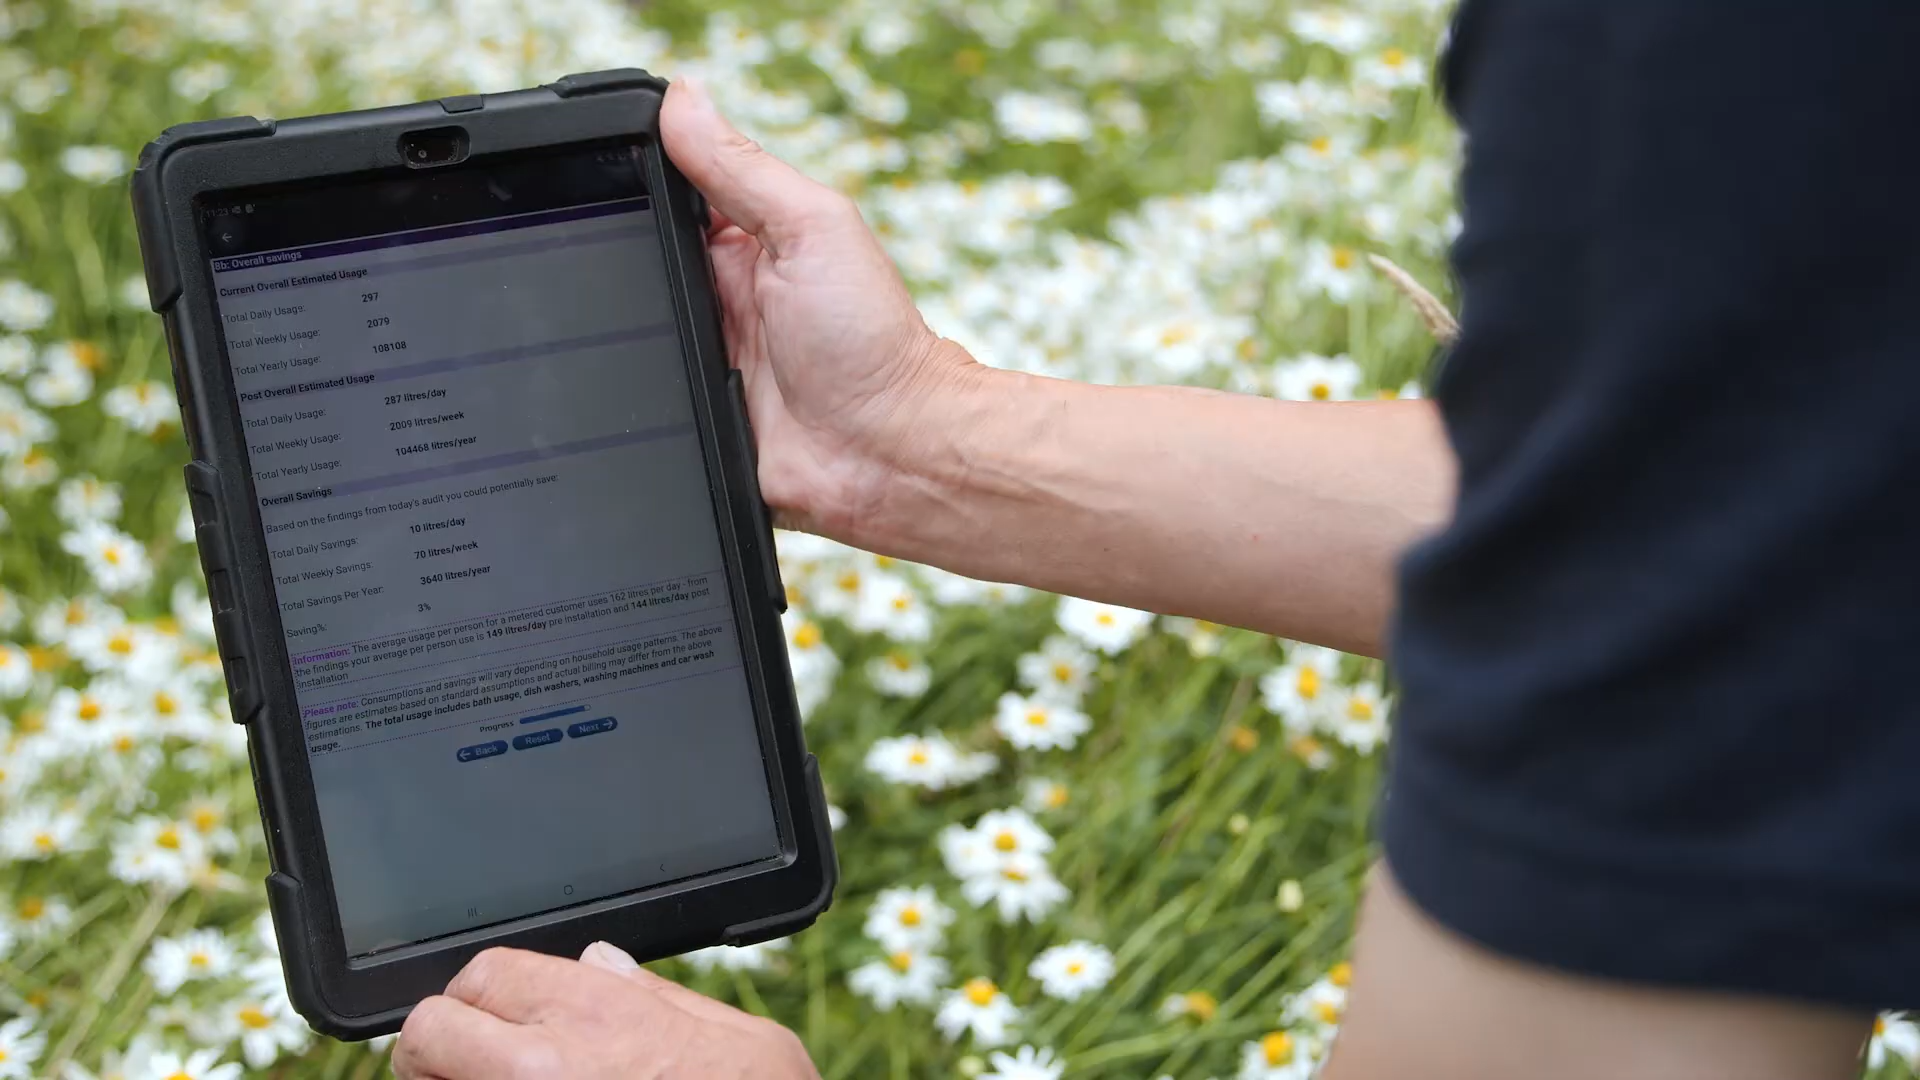 11:23
8b: Overall savings
Current Overall Estimated Usage
Total Daily Usage: 297
Total Weekly Usage: 2079
Total Yearly Usage: 108108
Post Overall Estimated Usage
Total Daily Usage: 287 litres/day
Total Weekly Usage: 2009 litres/week
Total Yearly Usage: 104468 litres/year
Overall Savings
Based on the findings from today's audit you could potentially save:
Total Daily Savings: 10 litres/day
Total Weekly Savings: 70 litres/week
Total Savings Per Year: 3640 litres/year
Saving%: 3%
Information: The average usage per person for a metered customer uses 162 litres per day - from
the findings your average per person use is 149 litres/day pre installation and 144 litres/day post
installation
Please note: Consumptions and savings will vary depending on household usage patterns. The above
figures are estimates based on standard assumptions and actual billing may differ from the above
estimations. The total usage includes bath usage, dish washers, washing machines and car wash
usage.
Progress
Back Reset Next